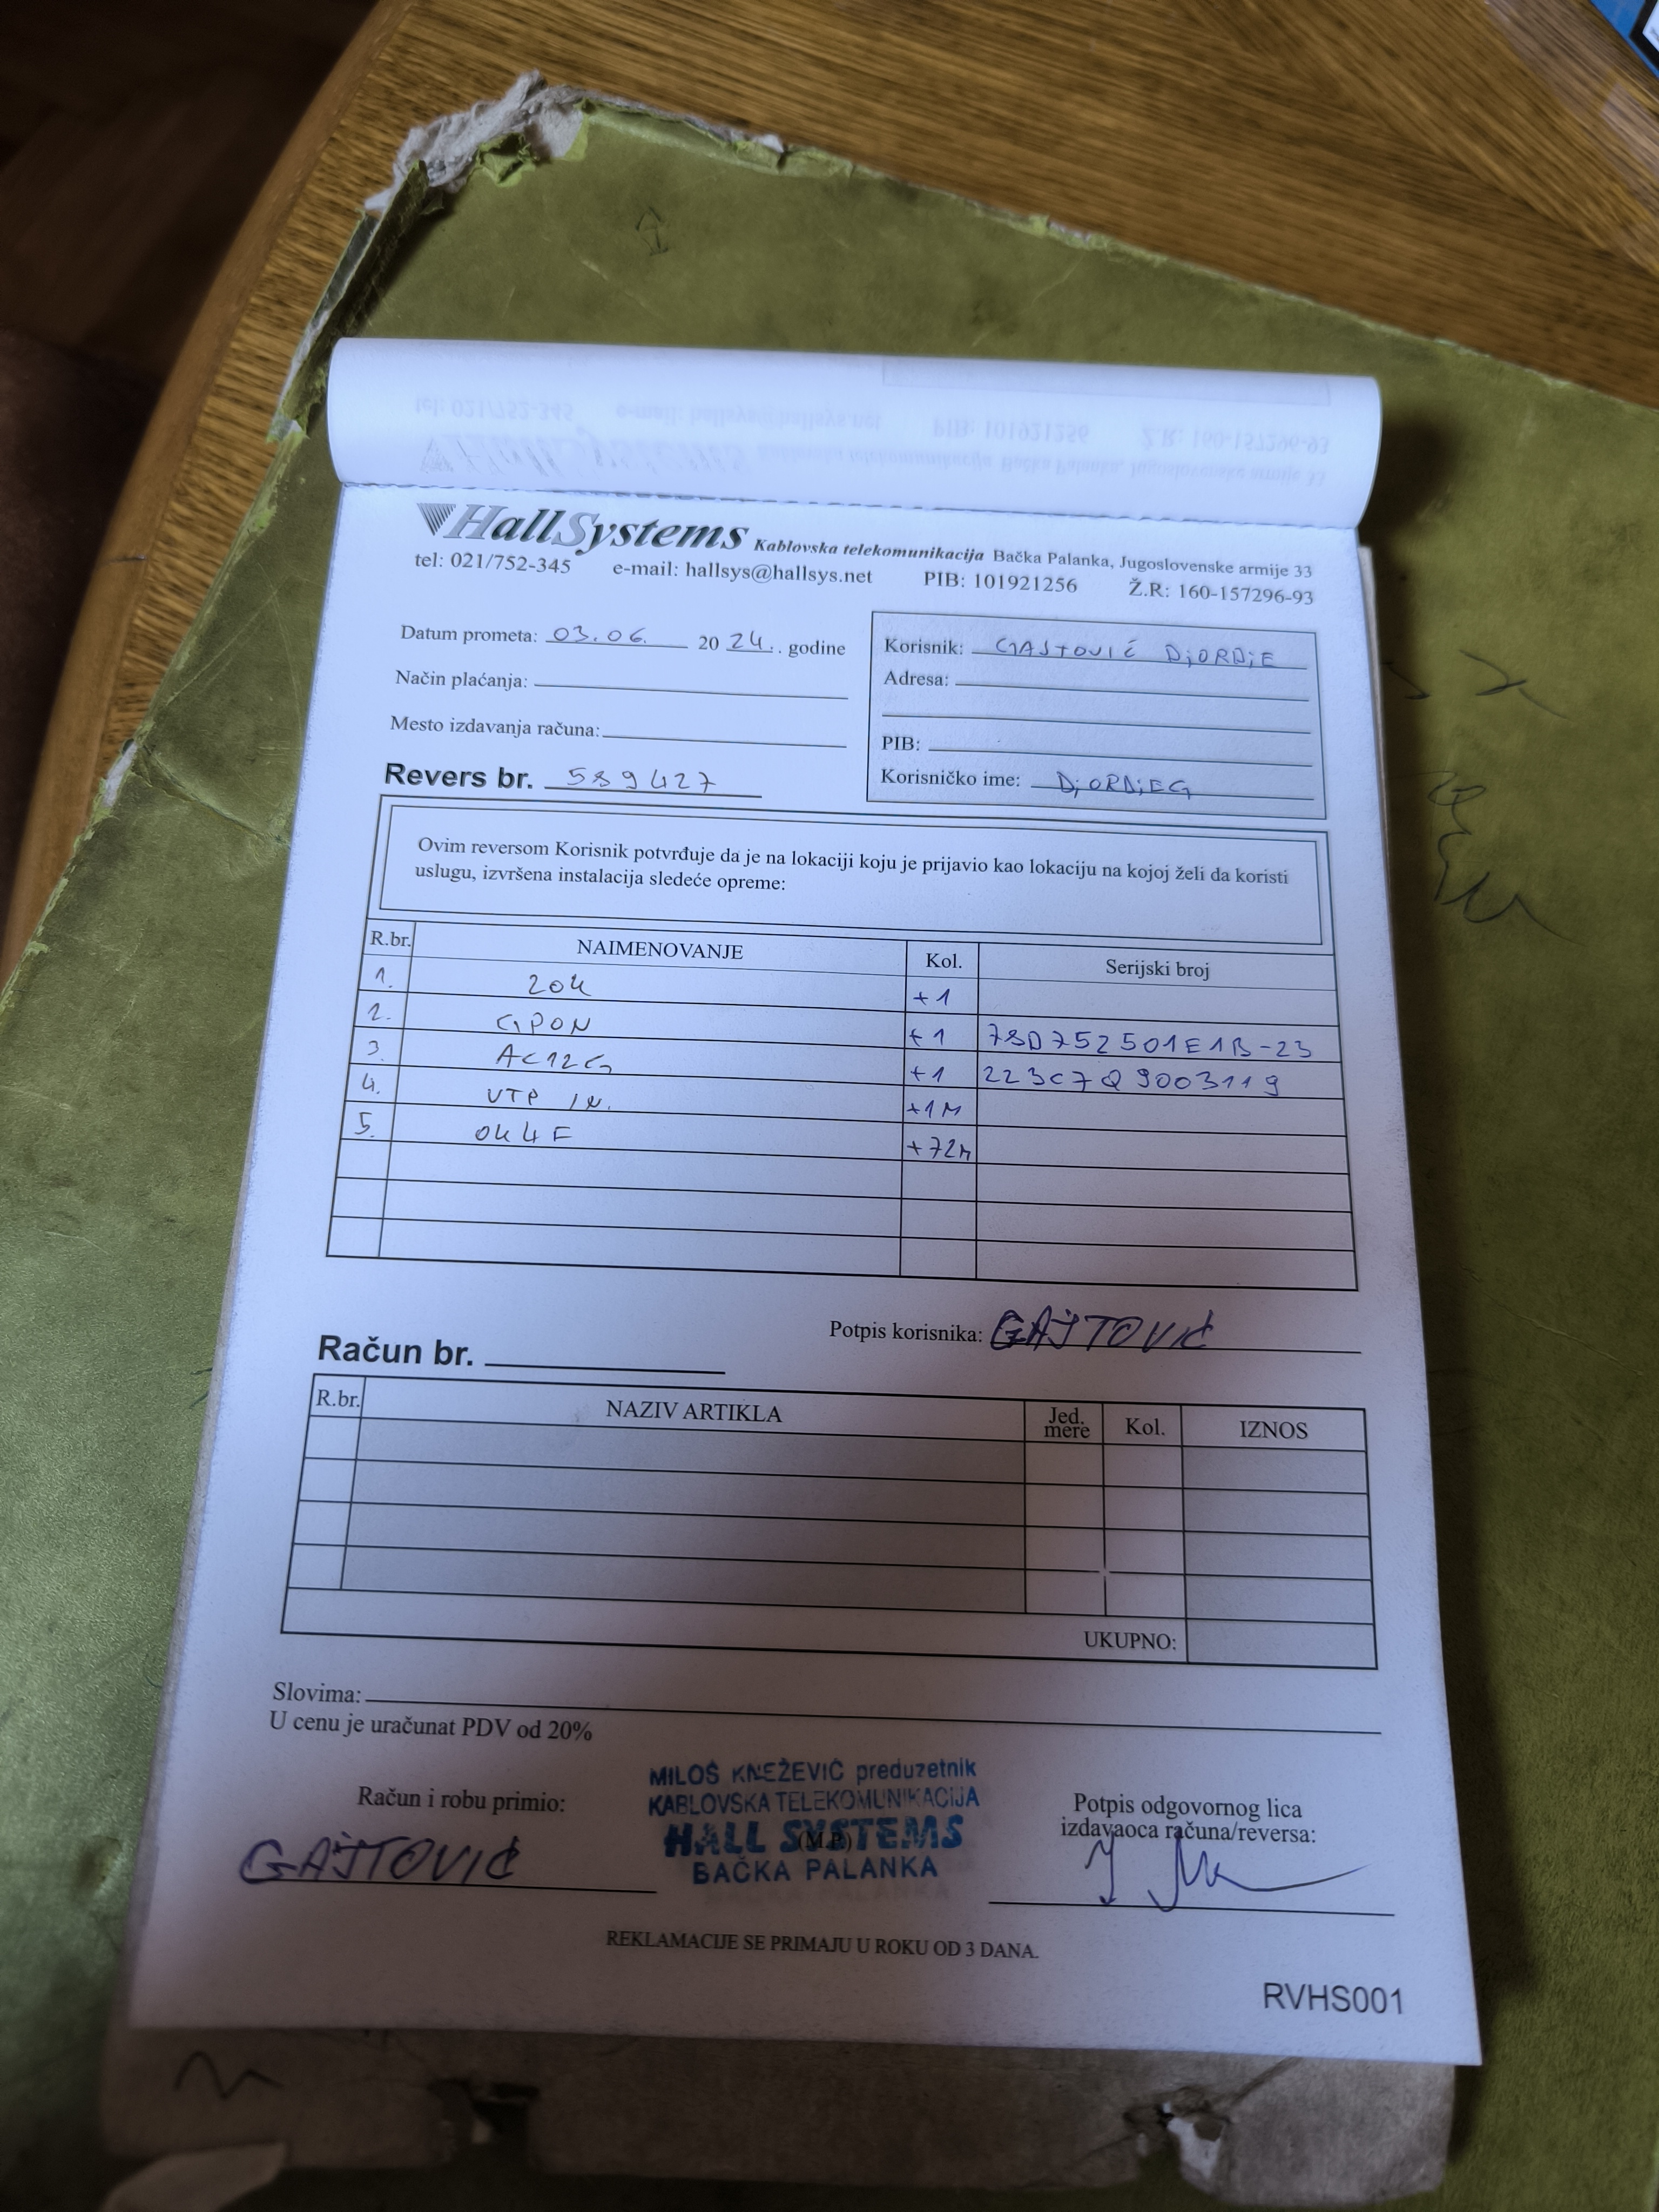 HallSystems Kablovska telekomunikacija Bačka Palanka, Jugoslovenske armije 33
tel: 021/752-345 e-mail: hallsys@hallsys.net PIB: 101921256 Ž.R: 160-157296-93
Datum prometa: 03.06. 2024. godine
Način plaćanja:
Mesto izdavanja računa:
Revers br. 589427
Korisnik: GAJTOVIĆ DjORDjE
Adresa:
PIB:
Korisničko ime: DjORDjEG
Ovim reversom Korisnik potvrđuje da je na lokaciji koju je prijavio kao lokaciju na kojoj želi da koristi
uslugu, izvršena instalacija sledeće opreme:
R.br. NAIMENOVANJE Kol. Serijski broj
1. +1
2. GPON +1 78D752501E1B-23
3. AC12G +1 223C7Q9003119
4. UTP +1M
5. +72M
Potpis korisnika: GAJTOVIĆ
Račun br.
R.br. NAZIV ARTIKLA Jed. mere Kol. IZNOS
UKUPNO:
Slovima:
U cenu je uračunat PDV od 20%
Račun i robu primio:
GAJTOVIĆ
MILOŠ KNEŽEVIĆ preduzetnik
KABLOVSKA TELEKOMUNIKACIJA
HALL SYSTEMS
(M.P.)
BAČKA PALANKA
Potpis odgovornog lica
izdavaoca računa/reversa:
REKLAMACIJE SE PRIMAJU U ROKU OD 3 DANA.
RVHS001